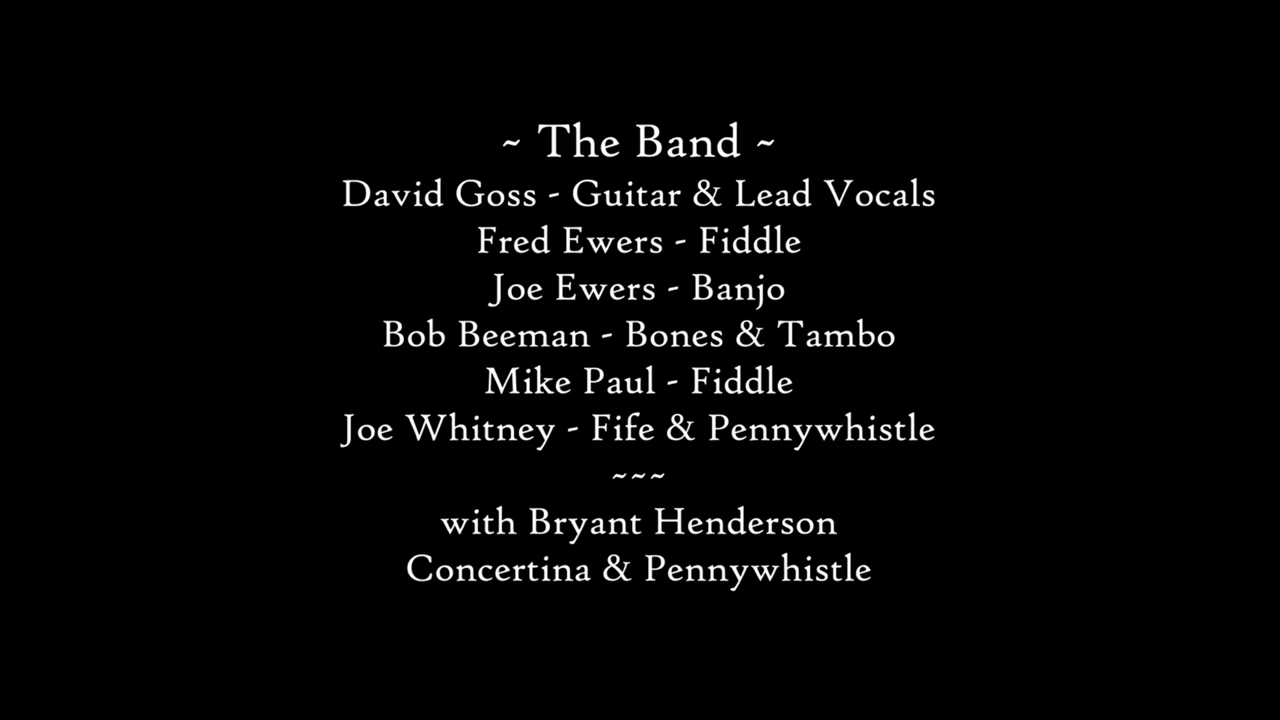 ~ The Band ~
David Goss - Guitar & Lead Vocals
Fred Ewers - Fiddle
Joe Ewers - Banjo
Bob Beeman - Bones & Tambo
Mike Paul - Fiddle
Joe Whitney - Fife & Pennywhistle
~~~
with Bryant Henderson
Concertina & Pennywhistle